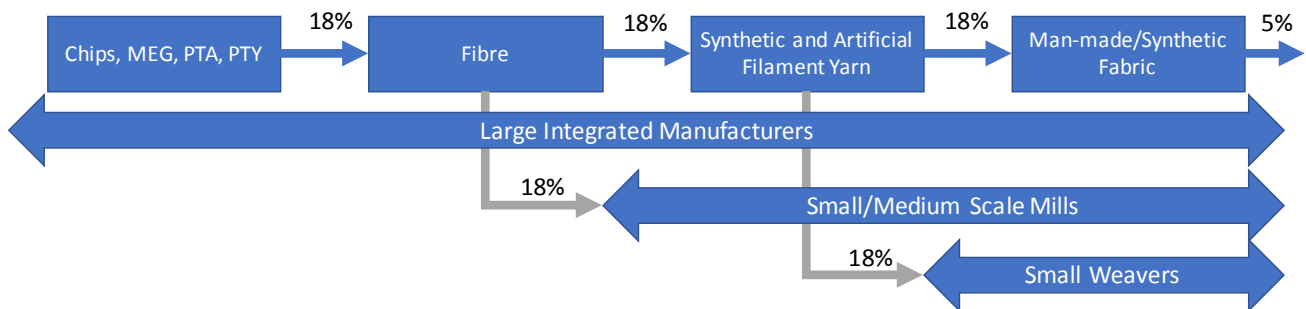 18%
18%
18%
5%
Chips, MEG, PTA, PTY
Fibre
Synthetic and Artificial
Filament Yarn
Man-made/Synthetic
Fabric
Large Integrated Manufacturers
18%
Small/Medium Scale Mills
18%
Small Weavers